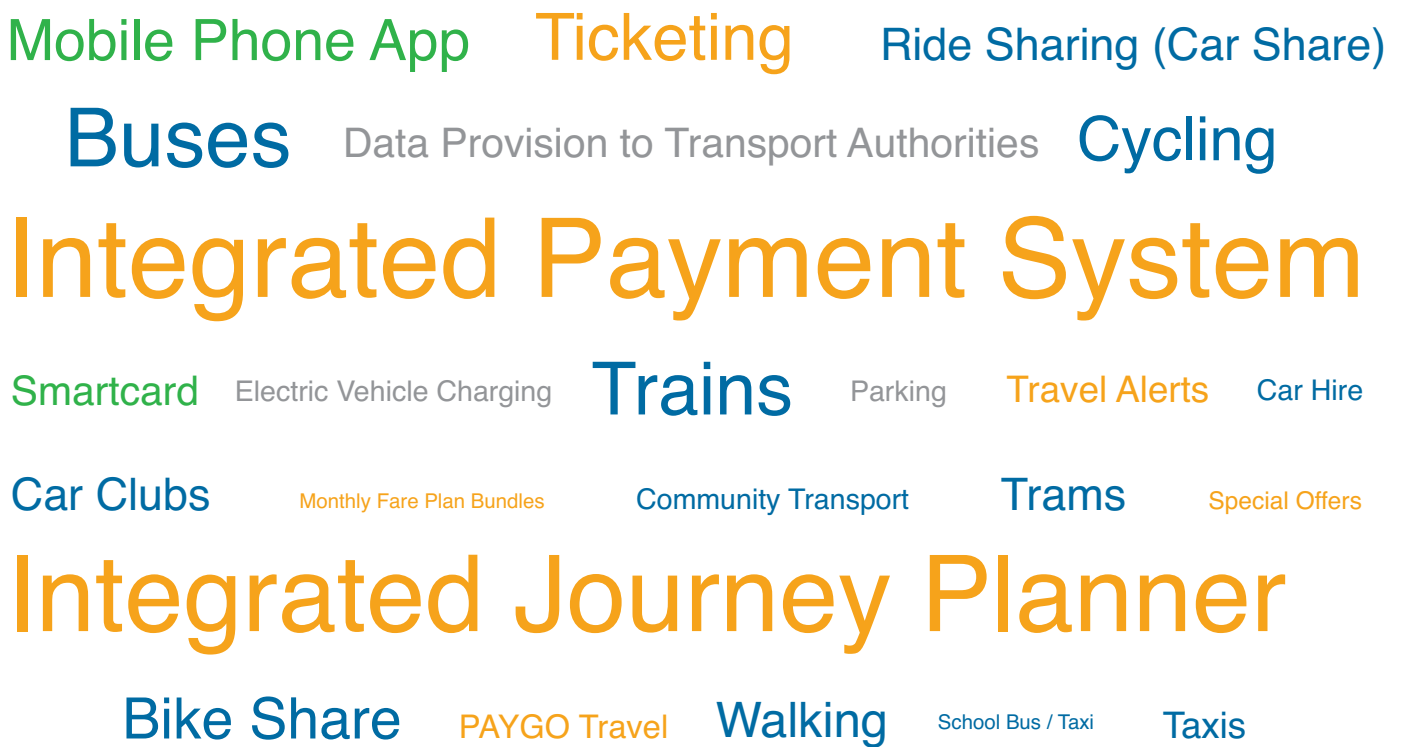 Mobile Phone App Ticketing Ride Sharing (Car Share)
Buses Data Provision to Transport Authorities Cycling
Integrated Payment System
Smartcard Electric Vehicle Charging Trains Parking Travel Alerts Car Hire
Car Clubs Monthly Fare Plan Bundles Community Transport Trams Special Offers
Integrated Journey Planner
Bike Share PAYGO Travel Walking School Bus / Taxi Taxis